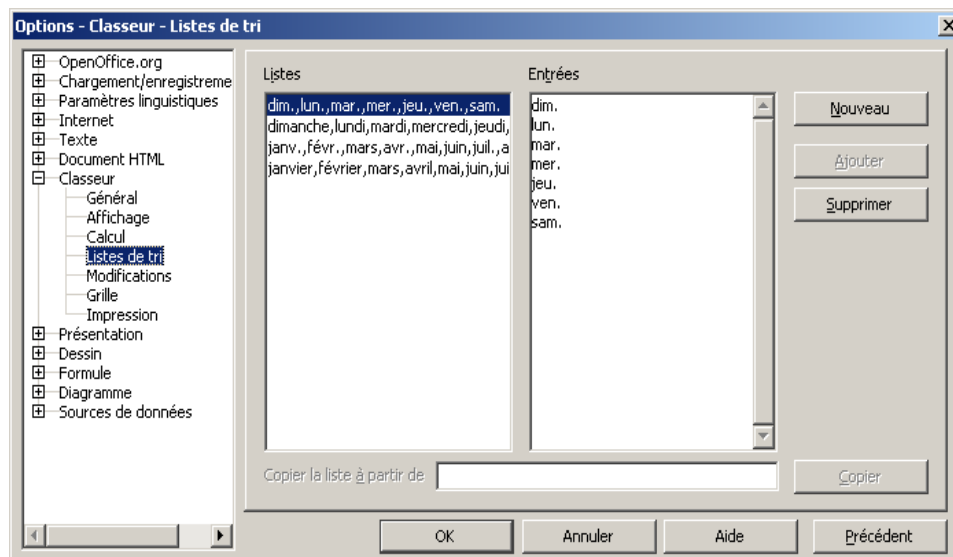 Options - Classeur - Listes de tri
OpenOffice.org
Chargement/enregistreme
Paramètres linguistiques
Internet
Texte
Document HTML
Classeur
Général
Affichage
Calcul
Listes de tri
Modifications
Grille
Impression
Présentation
Dessin
Formule
Diagramme
Sources de données
Listes
dim.,lun.,mar.,mer.,jeu.,ven.,sam.
dimanche,lundi,mardi,mercredi,jeudi,
janv.,févr.,mars,avr.,mai,juin,juil.,a
janvier,février,mars,avril,mai,juin,jui
Entrées
dim.
lun.
mar.
mer.
jeu.
ven.
sam.
Nouveau
Ajouter
Supprimer
Copier la liste à partir de
Copier
OK
Annuler
Aide
Précédent